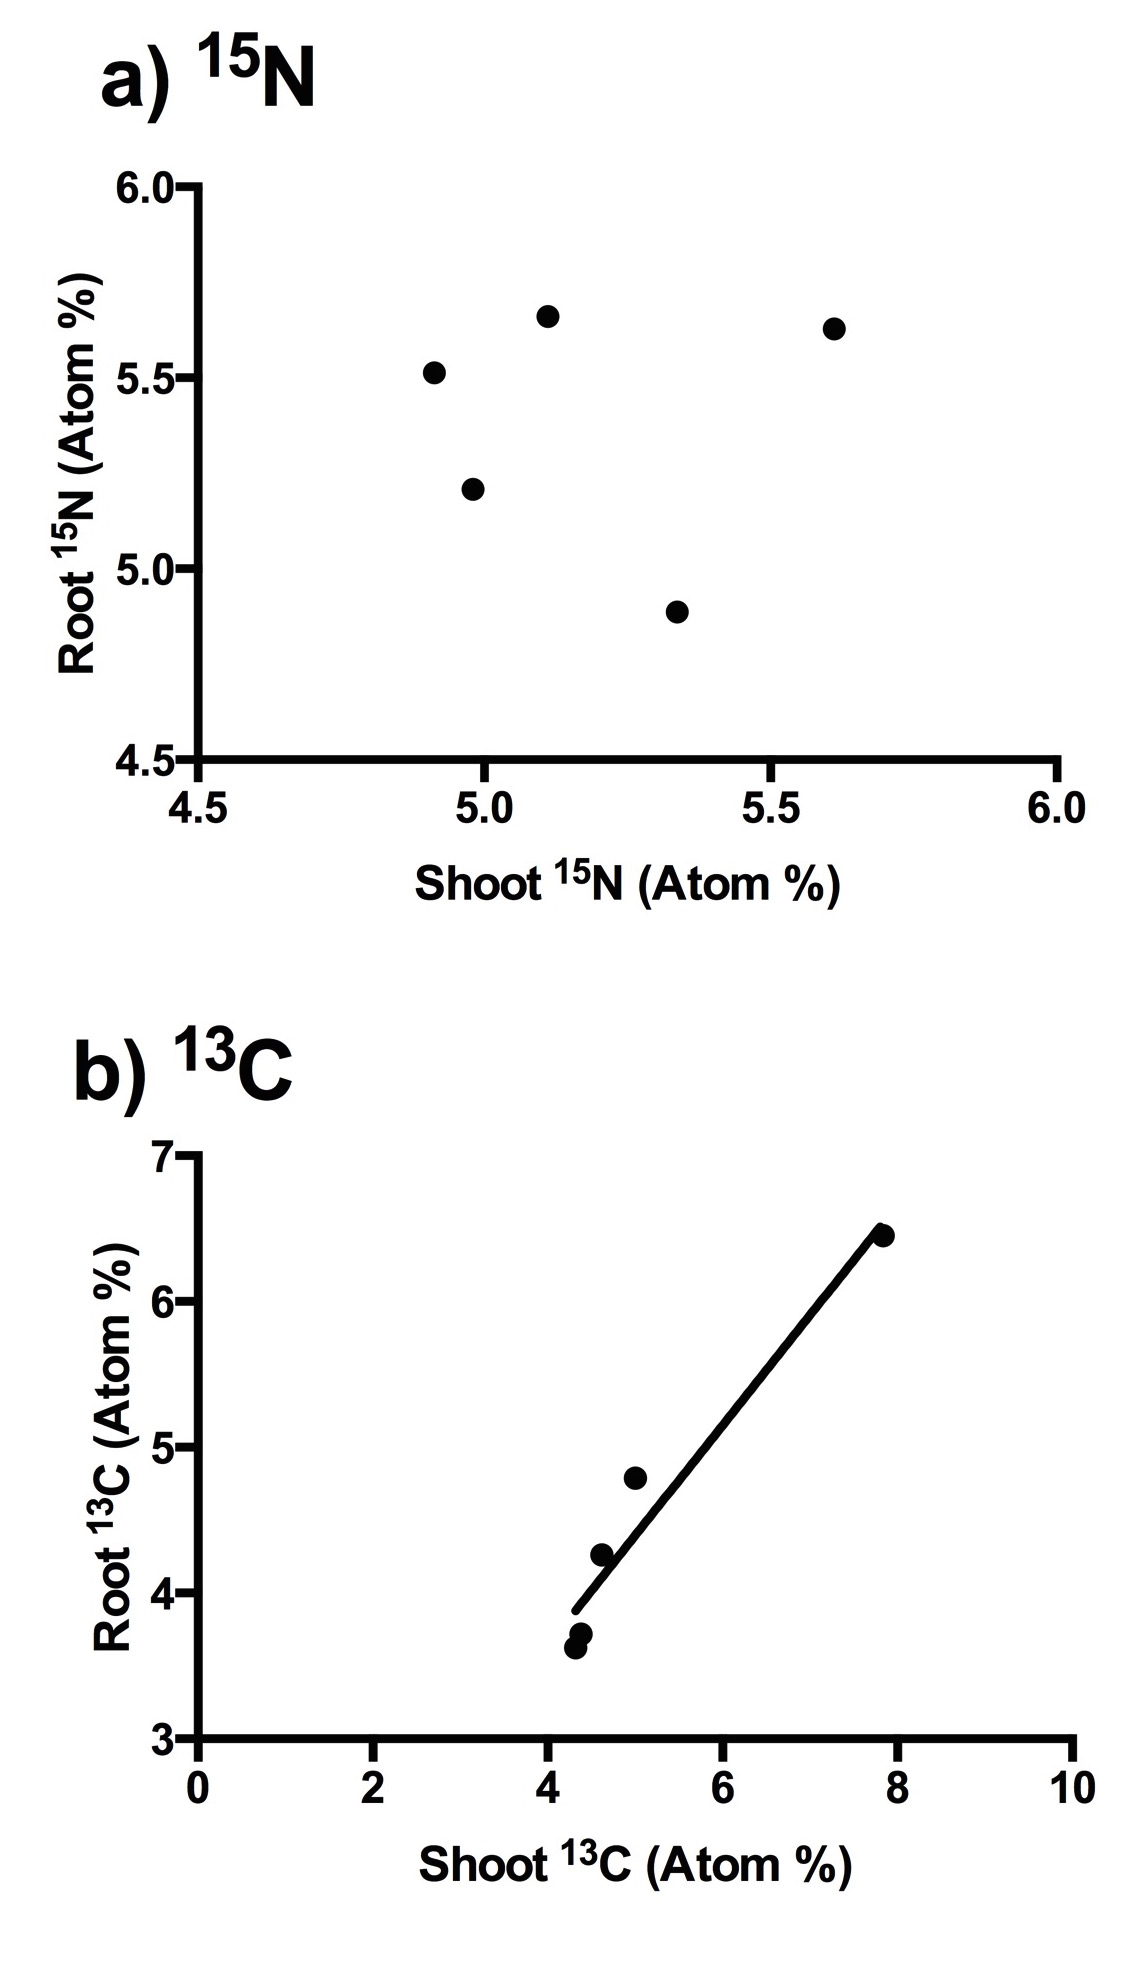 a) ¹⁵N
6.0
5.5
5.0
4.5
Root ¹⁵N (Atom %)
4.5 5.0 5.5 6.0
Shoot ¹⁵N (Atom %)
b) ¹³C
7
6
5
4
3
Root ¹³C (Atom %)
0 2 4 6 8 10
Shoot ¹³C (Atom %)